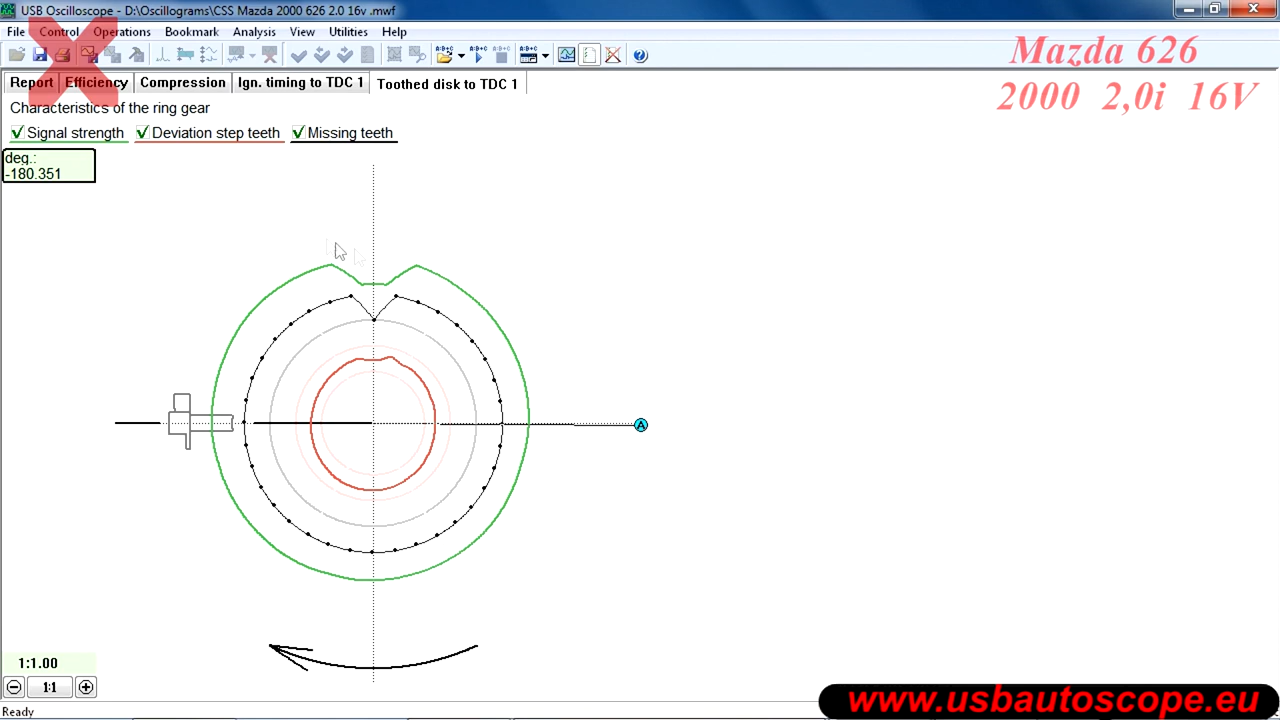 USB Oscilloscope - D:\Oscillograms\CSS Mazda 2000 626 2.0 16v .mwf
File Control Operations Bookmark Analysis View Utilities Help
Mazda 626
2000 2,0i 16V
Report Efficiency Compression Ign. timing to TDC 1 Toothed disk to TDC 1
Characteristics of the ring gear
Signal strength Deviation step teeth Missing teeth
deg.:
-180.351
A
1:1.00
1:1
www.usbautoscope.eu
Ready